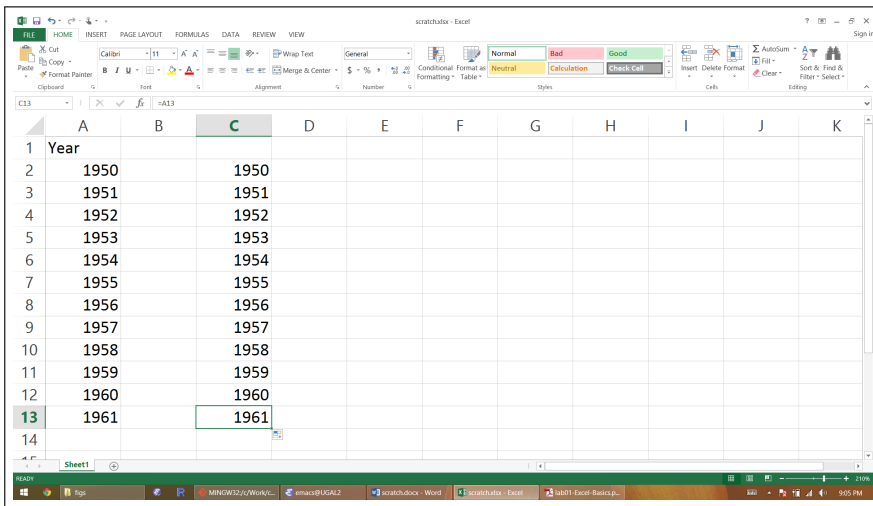 scratch.xlsx - Excel
FILE HOME INSERT PAGE LAYOUT FORMULAS DATA REVIEW VIEW Sign in
Paste
Cut
Copy
Format Painter
Clipboard
Calibri 11
B I U
Font
Wrap Text
Merge & Center
Alignment
General
$ % ,
Number
Conditional Formatting
Format as Table
Normal Bad Good
Neutral Calculation Check Cell
Styles
Insert Delete Format
Cells
AutoSum
Fill
Clear
Sort & Filter
Find & Select
Editing
C13 fx =A13
A B C D E F G H I J K
1 Year
2 1950 1950
3 1951 1951
4 1952 1952
5 1953 1953
6 1954 1954
7 1955 1955
8 1956 1956
9 1957 1957
10 1958 1958
11 1959 1959
12 1960 1960
13 1961 1961
14
Sheet1
READY 210%
figs MINGW32:/c/Work/c... emacs@UGAL2 scratch.docx - Word scratch.xlsx - Excel lab01-Excel-Basics.p... 9:05 PM